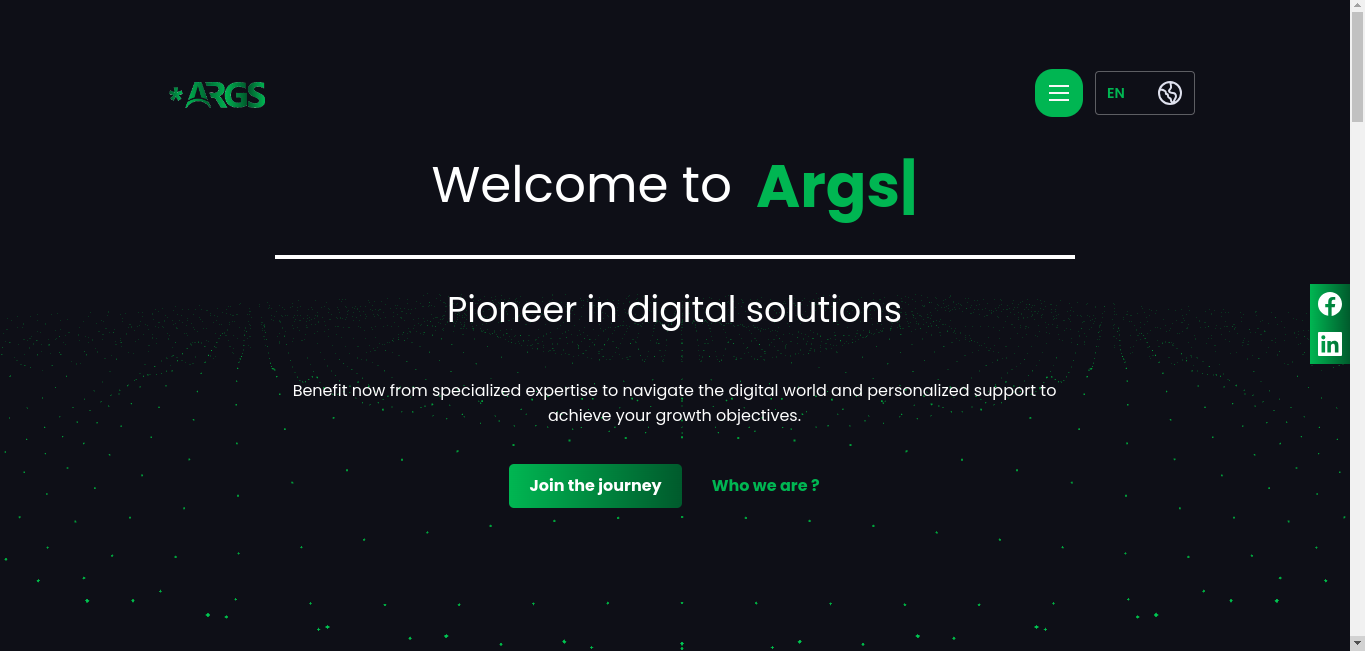 *ARGS
EN
Welcome to Args|
Pioneer in digital solutions
Benefit now from specialized expertise to navigate the digital world and personalized support to
achieve your growth objectives.
Join the journey Who we are ?
in